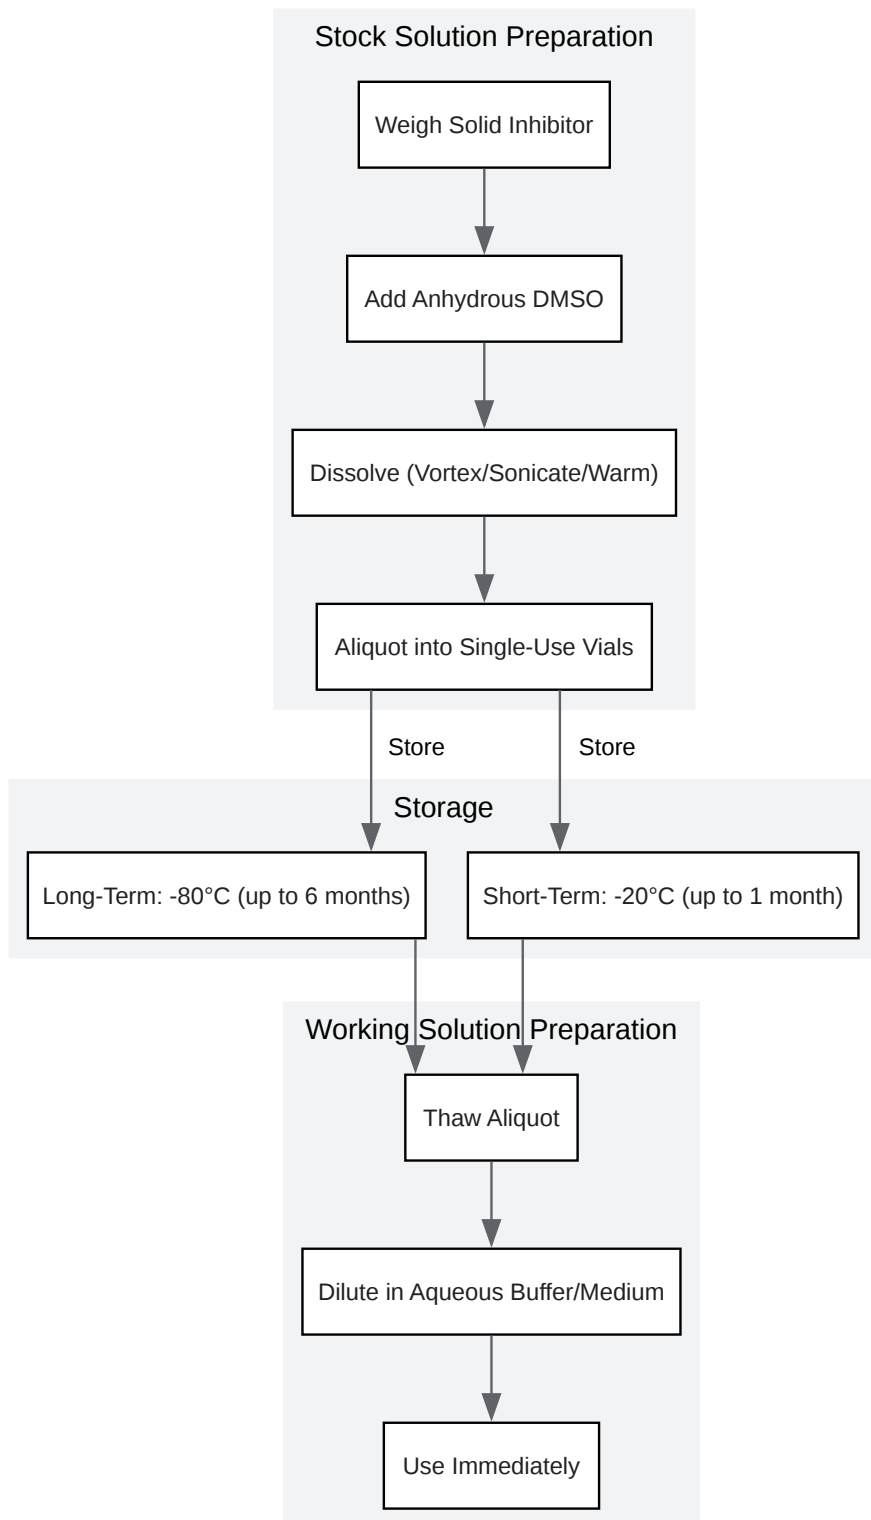 Stock Solution Preparation
Weigh Solid Inhibitor
Add Anhydrous DMSO
Dissolve (Vortex/Sonicate/Warm)
Aliquot into Single-Use Vials
Store
Store
Storage
Long-Term: -80°C (up to 6 months)
Short-Term: -20°C (up to 1 month)
Working Solution Preparation
Thaw Aliquot
Dilute in Aqueous Buffer/Medium
Use Immediately